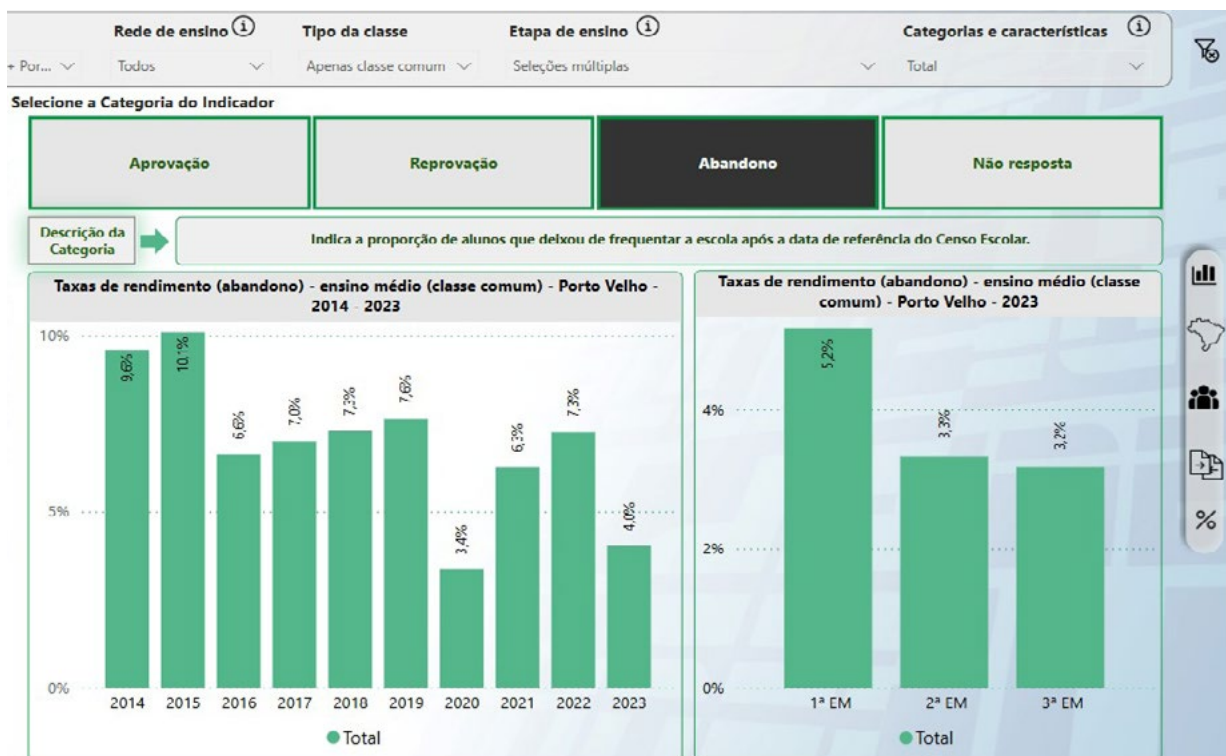 Rede de ensino
Tipo da classe
Etapa de ensino
Categorias e características
+ Por...
Todos
Apenas classe comum
Seleções múltiplas
Total
Selecione a Categoria do Indicador
Aprovação
Reprovação
Abandono
Não resposta
Descrição da
Categoria
Indica a proporção de alunos que deixou de frequentar a escola após a data de referência do Censo Escolar.
Taxas de rendimento (abandono) - ensino médio (classe comum) - Porto Velho -
2014 - 2023
10%
5%
0%
9,6%
10,1%
6,6%
7,0%
7,3%
7,6%
3,4%
6,3%
7,3%
4,0%
2014 2015 2016 2017 2018 2019 2020 2021 2022 2023
Total
Taxas de rendimento (abandono) - ensino médio (classe
comum) - Porto Velho - 2023
4%
2%
0%
5,2%
3,3%
3,2%
1ª EM 2ª EM 3ª EM
Total
%